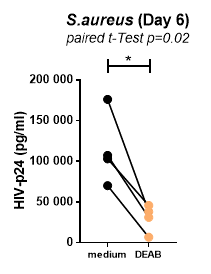 S.aureus (Day 6)
paired t-Test p=0.02
*
HIV-p24 (pg/ml)
200 000
150 000
100 000
50 000
0
medium DEAB